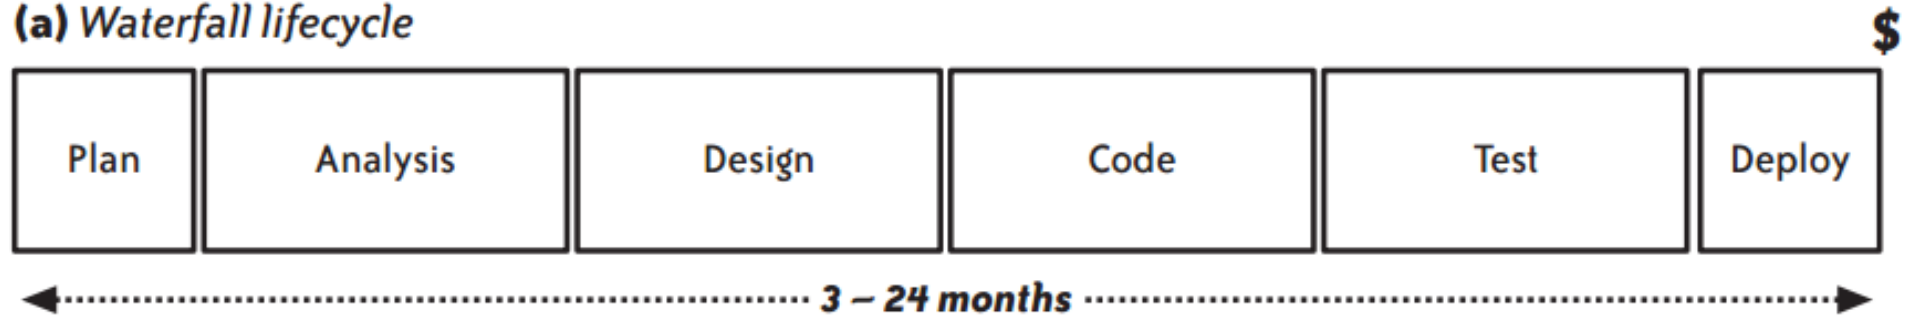 (a) Waterfall lifecycle
$
Plan Analysis Design Code Test Deploy
3 – 24 months